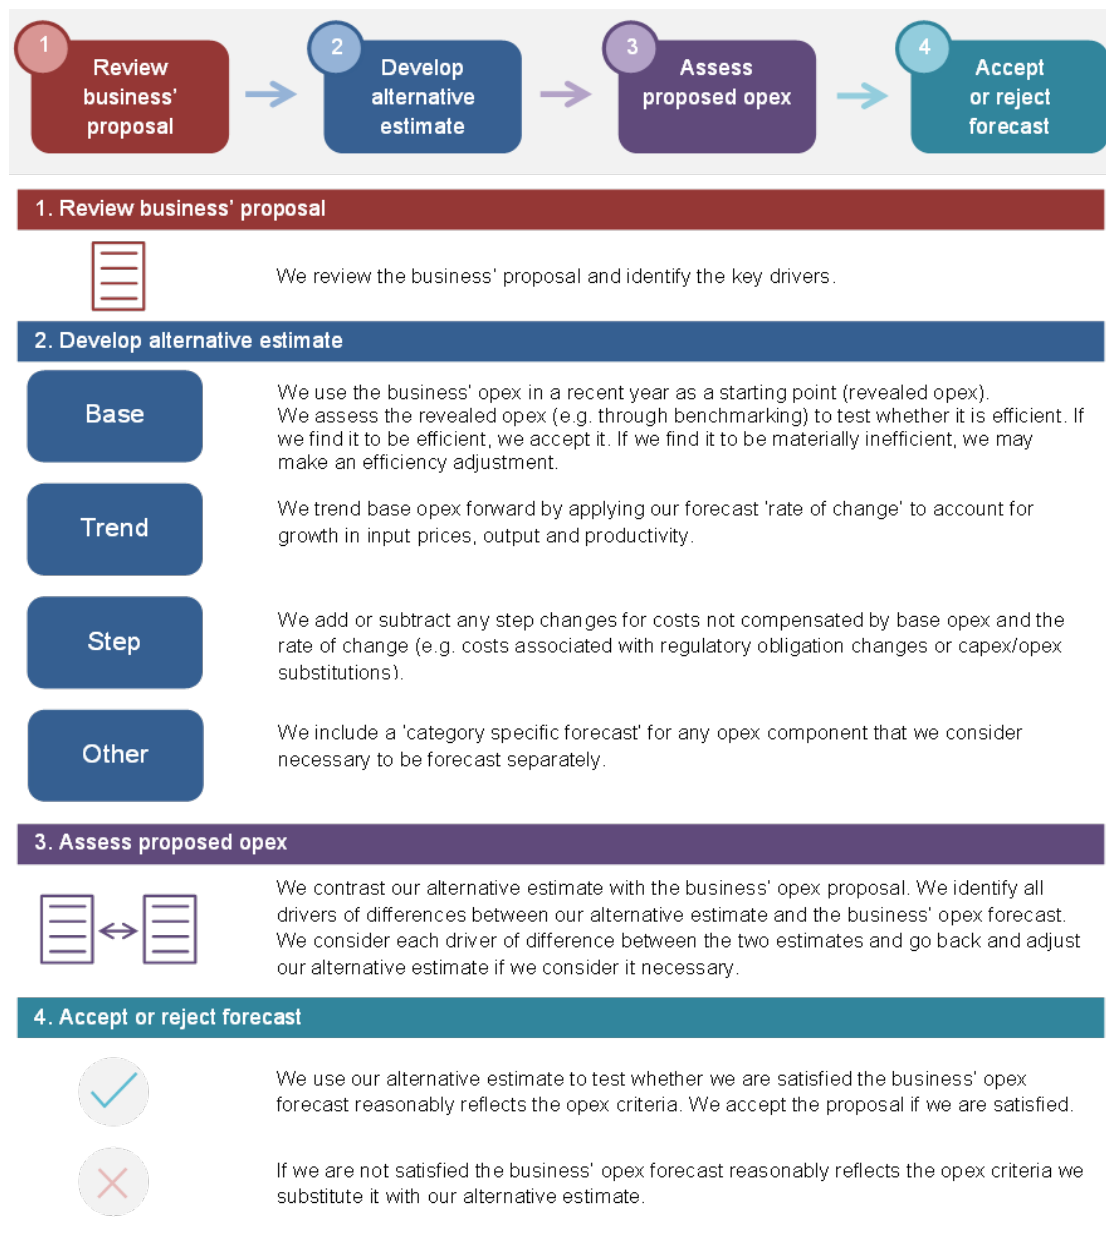 1
Review
business’
proposal
2
Develop
alternative
estimate
3
Assess
proposed opex
4
Accept
or reject
forecast
1. Review business’ proposal
We review the business’ proposal and identify the key drivers.
2. Develop alternative estimate
Base
We use the business’ opex in a recent year as a starting point (revealed opex).
We assess the revealed opex (e.g. through benchmarking) to test whether it is efficient. If
we find it to be efficient, we accept it. If we find it to be materially inefficient, we may
make an efficiency adjustment.
Trend
We trend base opex forward by applying our forecast ‘rate of change’ to account for
growth in input prices, output and productivity.
Step
We add or subtract any step changes for costs not compensated by base opex and the
rate of change (e.g. costs associated with regulatory obligation changes or capex/opex
substitutions).
Other
We include a ‘category specific forecast’ for any opex component that we consider
necessary to be forecast separately.
3. Assess proposed opex
We contrast our alternative estimate with the business’ opex proposal. We identify all
drivers of differences between our alternative estimate and the business’ opex forecast.
We consider each driver of difference between the two estimates and go back and adjust
our alternative estimate if we consider it necessary.
4. Accept or reject forecast
We use our alternative estimate to test whether we are satisfied the business’ opex
forecast reasonably reflects the opex criteria. We accept the proposal if we are satisfied.
If we are not satisfied the business’ opex forecast reasonably reflects the opex criteria we
substitute it with our alternative estimate.